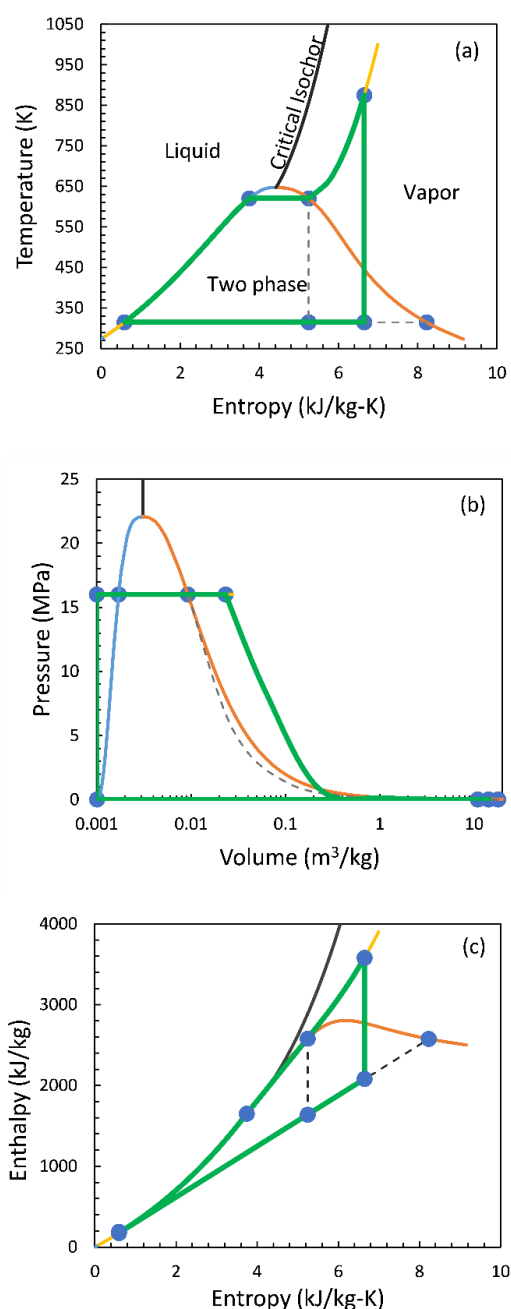 1050
(a)
950
Critical Isochor
850
Liquid
750
Vapor
650
550
450
Two phase
350
250
0 2 4 6 8 10
Temperature (K)
Entropy (kJ/kg-K)
25
(b)
20
15
10
5
0
0.001 0.01 0.1 1 10
Pressure (MPa)
Volume (m³/kg)
4000
(c)
3000
2000
1000
0
0 2 4 6 8 10
Enthalpy (kJ/kg)
Entropy (kJ/kg-K)